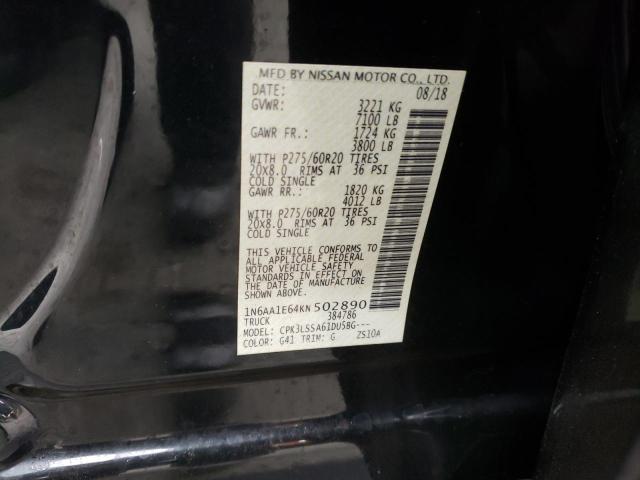 MFD BY NISSAN MOTOR CO., LTD.
DATE: 08/18
GVWR: 3221 KG
7100 LB
GAWR FR.: 1724 KG
3800 LB
WITH P275/60R20 TIRES
20X8.0 RIMS AT 36 PSI
COLD SINGLE
GAWR RR.: 1820 KG
4012 LB
WITH P275/60R20 TIRES
20X8.0 RIMS AT 36 PSI
COLD SINGLE
THIS VEHICLE CONFORMS TO
ALL APPLICABLE FEDERAL
MOTOR VEHICLE SAFETY
STANDARDS IN EFFECT ON
THE DATE OF MANUFACTURE
SHOWN ABOVE.
1N6AA1E64KN502890
TRUCK 384786
MODEL: CPK3LSSA61DU5BG---
COLOR: G41 TRIM: G ZS10A